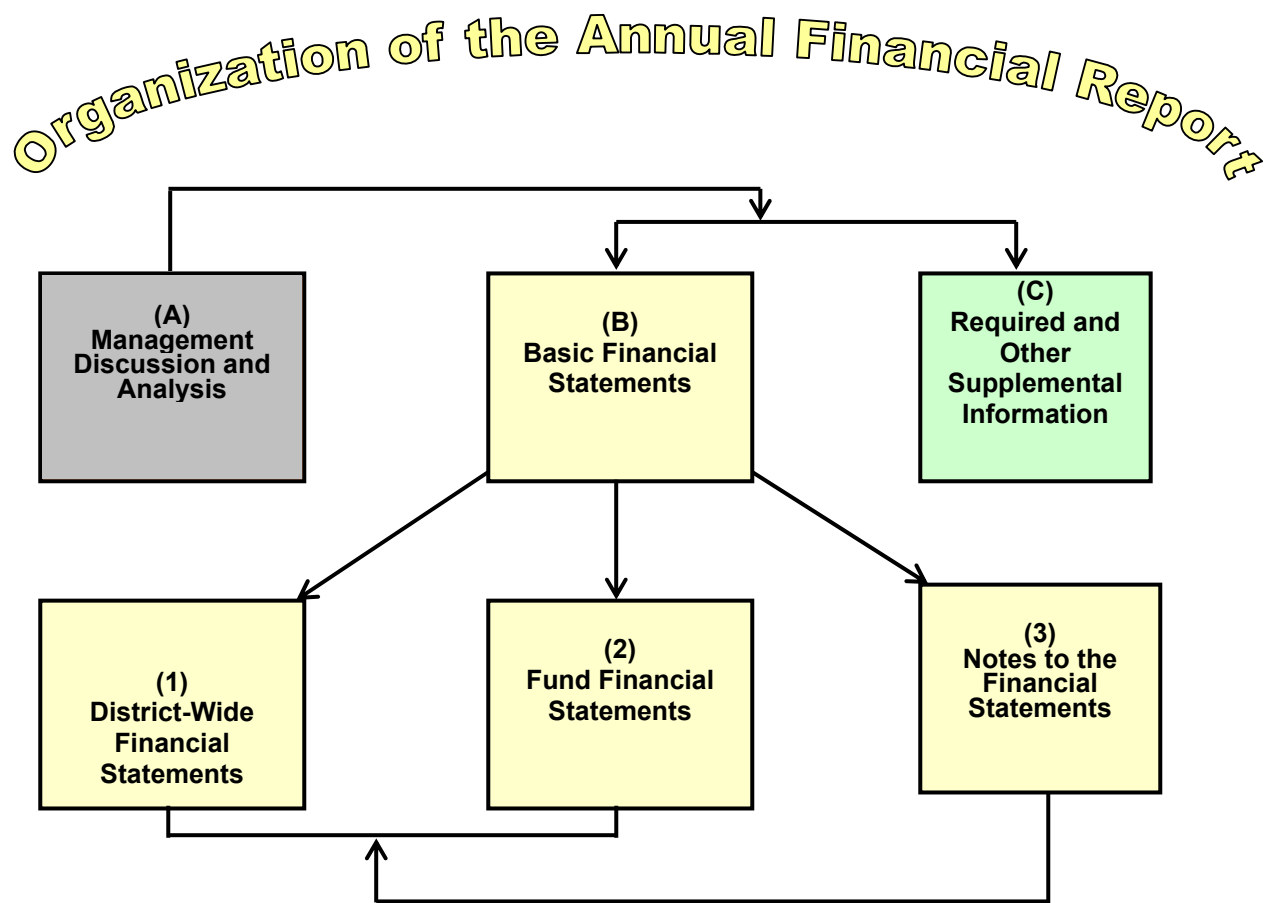 Organization of the Annual Financial Report
(A)
Management
Discussion and
Analysis
(B)
Basic Financial
Statements
(C)
Required and
Other
Supplemental
Information
(1)
District-Wide
Financial
Statements
(2)
Fund Financial
Statements
(3)
Notes to the
Financial
Statements